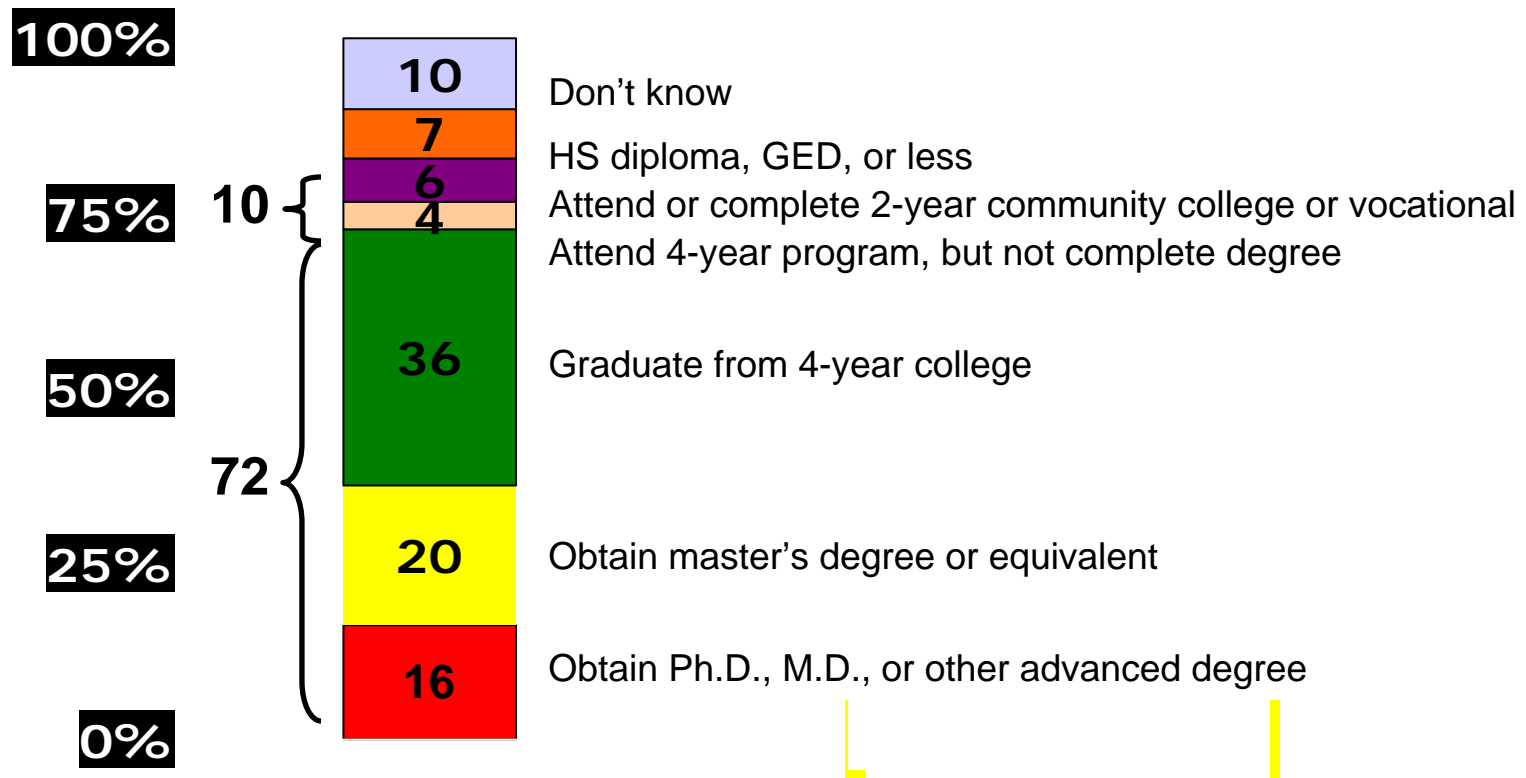 100%
10
Don't know
7
HS diploma, GED, or less
6
Attend or complete 2-year community college or vocational
75%
10
4
Attend 4-year program, but not complete degree
36
Graduate from 4-year college
50%
72
20
Obtain master's degree or equivalent
25%
16
Obtain Ph.D., M.D., or other advanced degree
0%